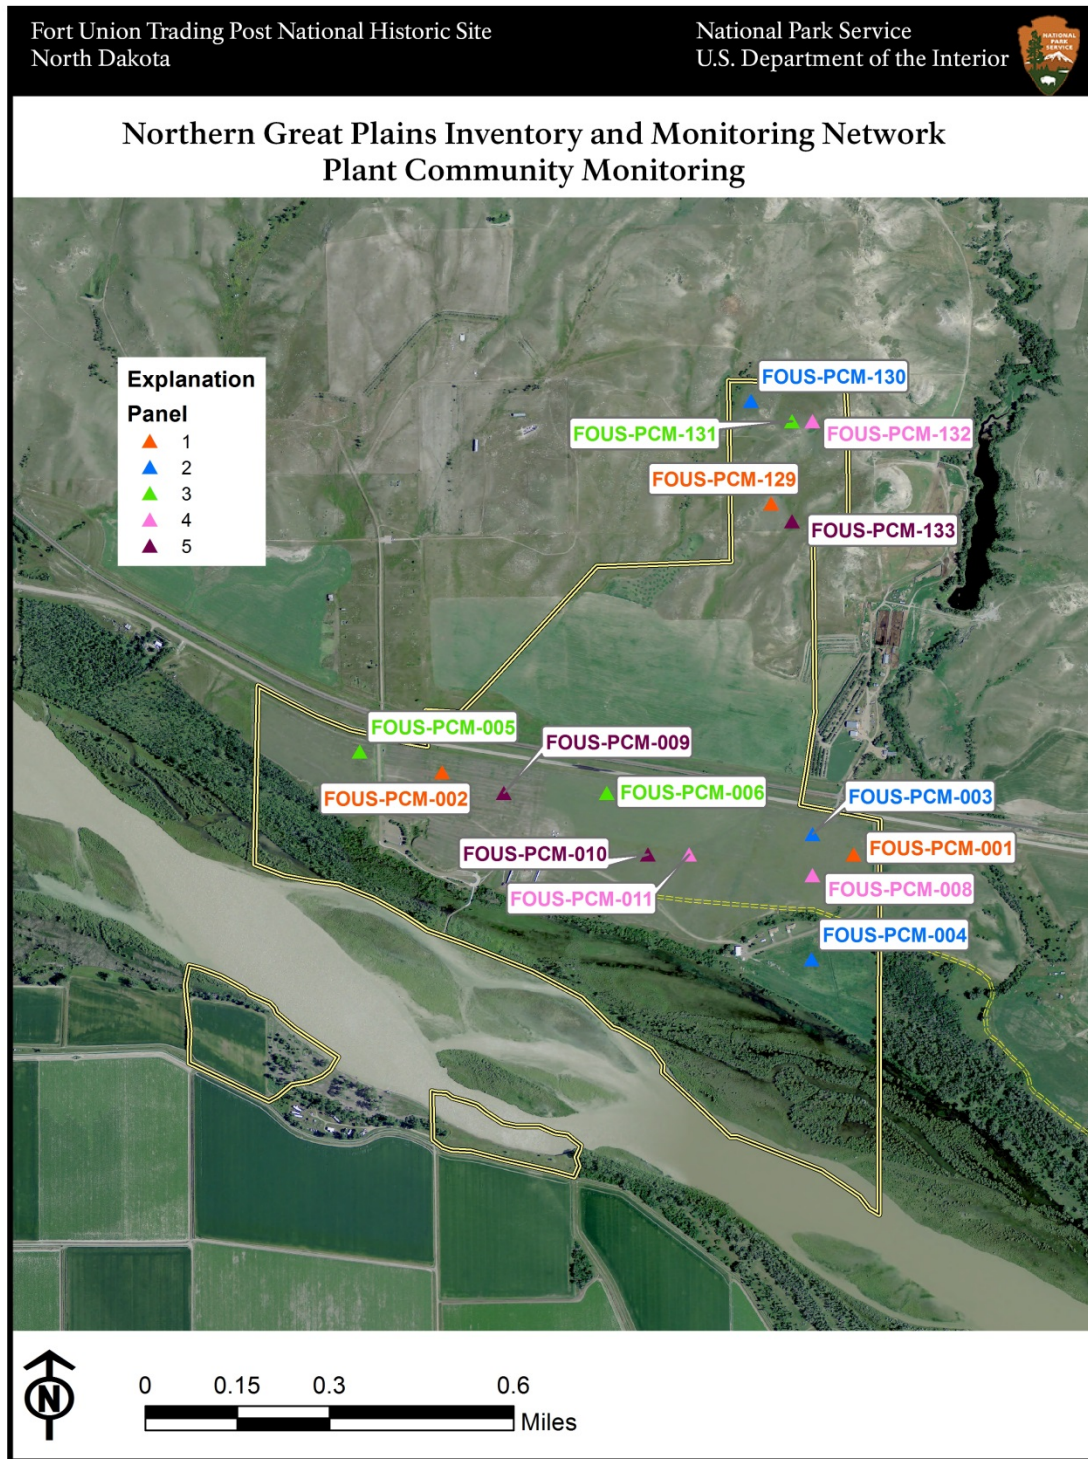 Fort Union Trading Post National Historic Site
North Dakota
National Park Service
U.S. Department of the Interior
NATIONAL
PARK
SERVICE
Northern Great Plains Inventory and Monitoring Network
Plant Community Monitoring
Explanation
Panel
1
2
3
4
5
FOUS-PCM-130
FOUS-PCM-131
FOUS-PCM-132
FOUS-PCM-129
FOUS-PCM-133
FOUS-PCM-005
FOUS-PCM-009
FOUS-PCM-002
FOUS-PCM-006
FOUS-PCM-003
FOUS-PCM-010
FOUS-PCM-001
FOUS-PCM-011
FOUS-PCM-008
FOUS-PCM-004
N
0 0.15 0.3 0.6
Miles